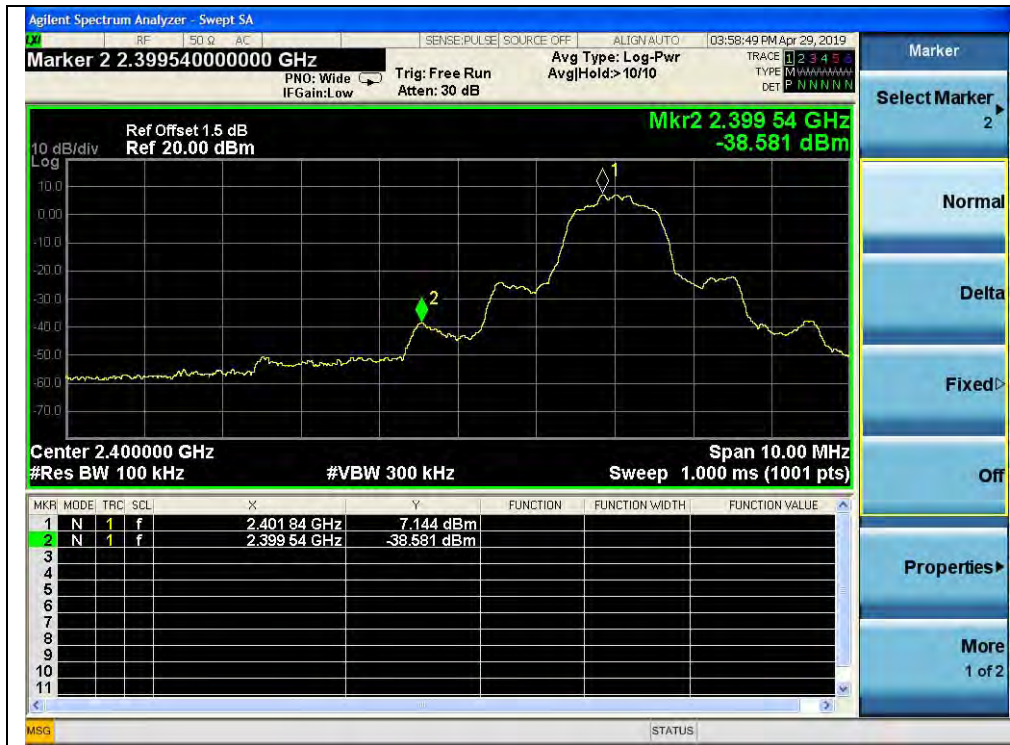 Agilent Spectrum Analyzer - Swept SA
LXI RF 50 Ω AC SENSE:PULSE SOURCE OFF ALIGN AUTO 03:58:49 PM Apr 29, 2019
Marker 2 2.399540000000 GHz
PNO: Wide
IFGain:Low
Trig: Free Run
Atten: 30 dB
Avg Type: Log-Pwr
Avg|Hold:>10/10
TRACE 1 2 3 4 5 6
TYPE M
DET P N N N N N
Mkr2 2.399 54 GHz
-38.581 dBm
Ref Offset 1.5 dB
10 dB/div Ref 20.00 dBm
Log
10.0
0.00
-10.0
-20.0
-30.0
-40.0
-50.0
-60.0
-70.0
1
2
Center 2.400000 GHz Span 10.00 MHz
#Res BW 100 kHz #VBW 300 kHz Sweep 1.000 ms (1001 pts)
MKR MODE TRC SCL X Y FUNCTION FUNCTION WIDTH FUNCTION VALUE
1 N 1 f 2.401 84 GHz 7.144 dBm
2 N 1 f 2.399 54 GHz -38.581 dBm
3
4
5
6
7
8
9
10
11
MSG STATUS
Marker
Select Marker
2
Normal
Delta
Fixed
Off
Properties
More
1 of 2